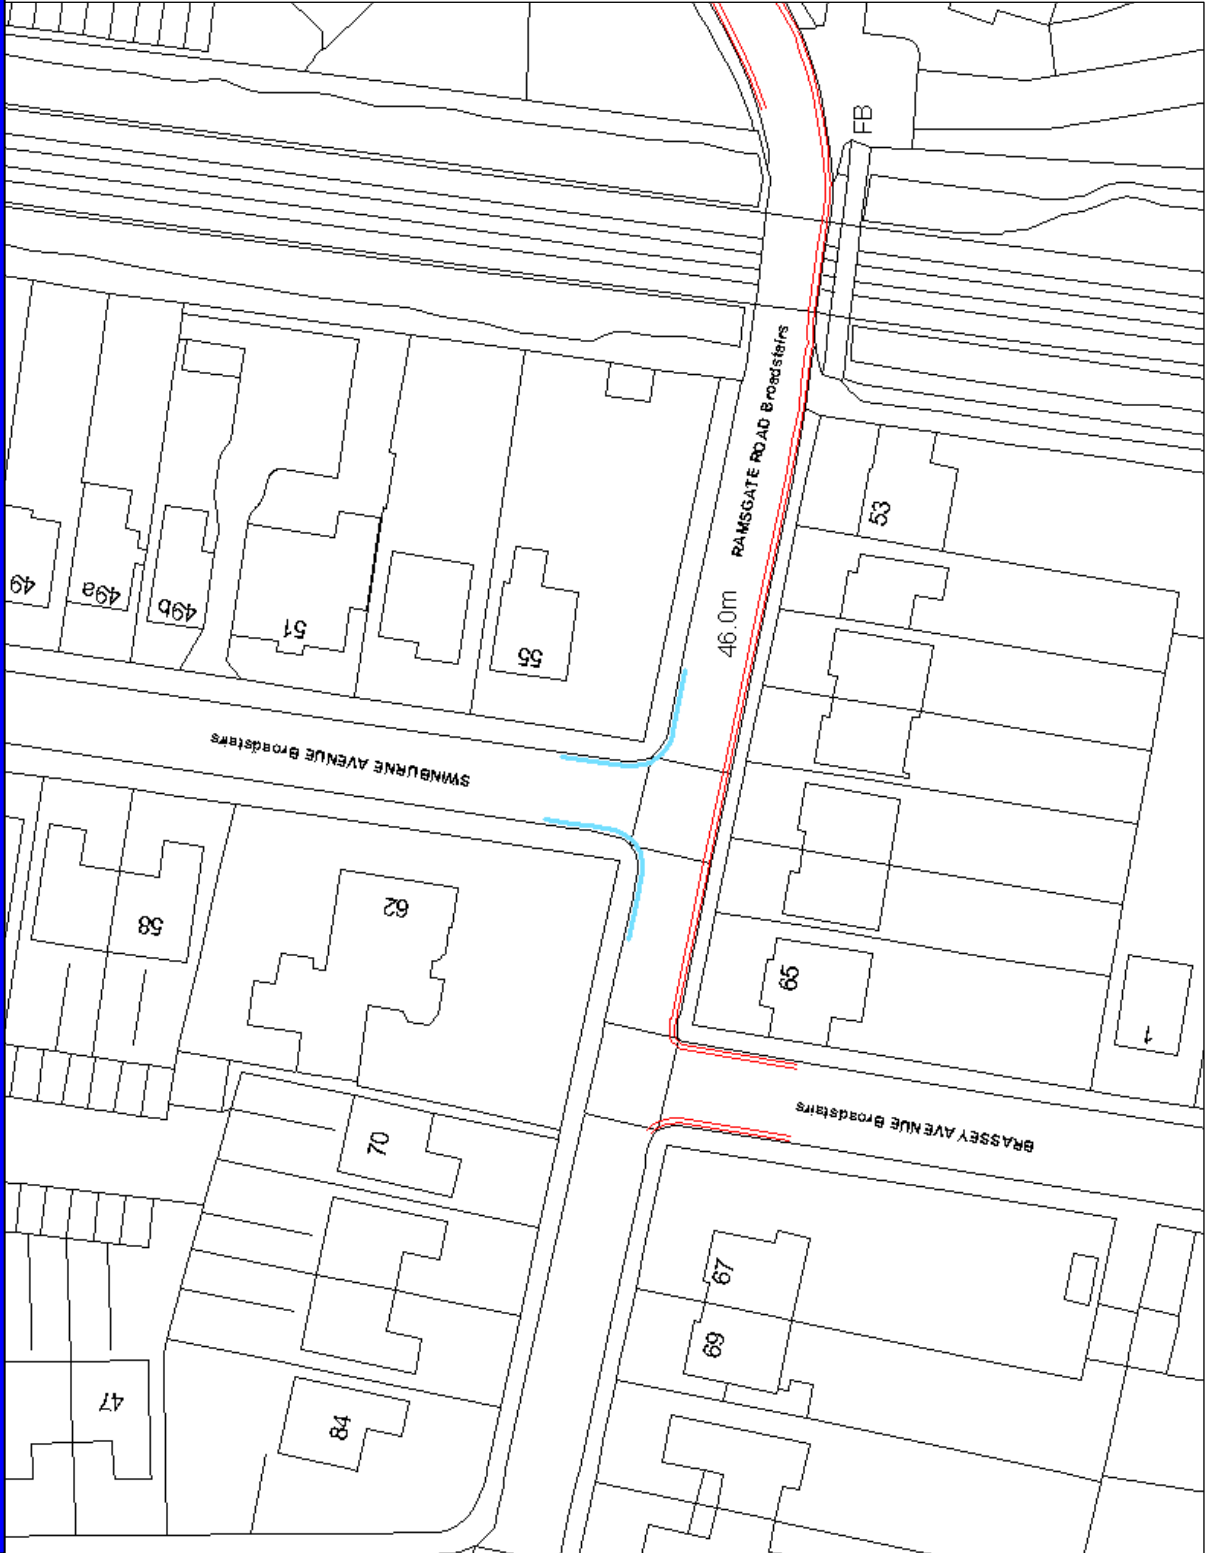 FB
RAMSGATE ROAD Broadstairs
53
49
49a
49b
51
55
46.0m
SWINBURNE AVENUE Broadstairs
58
62
65
1
BRASSEY AVENUE Broadstairs
70
67
69
47
84